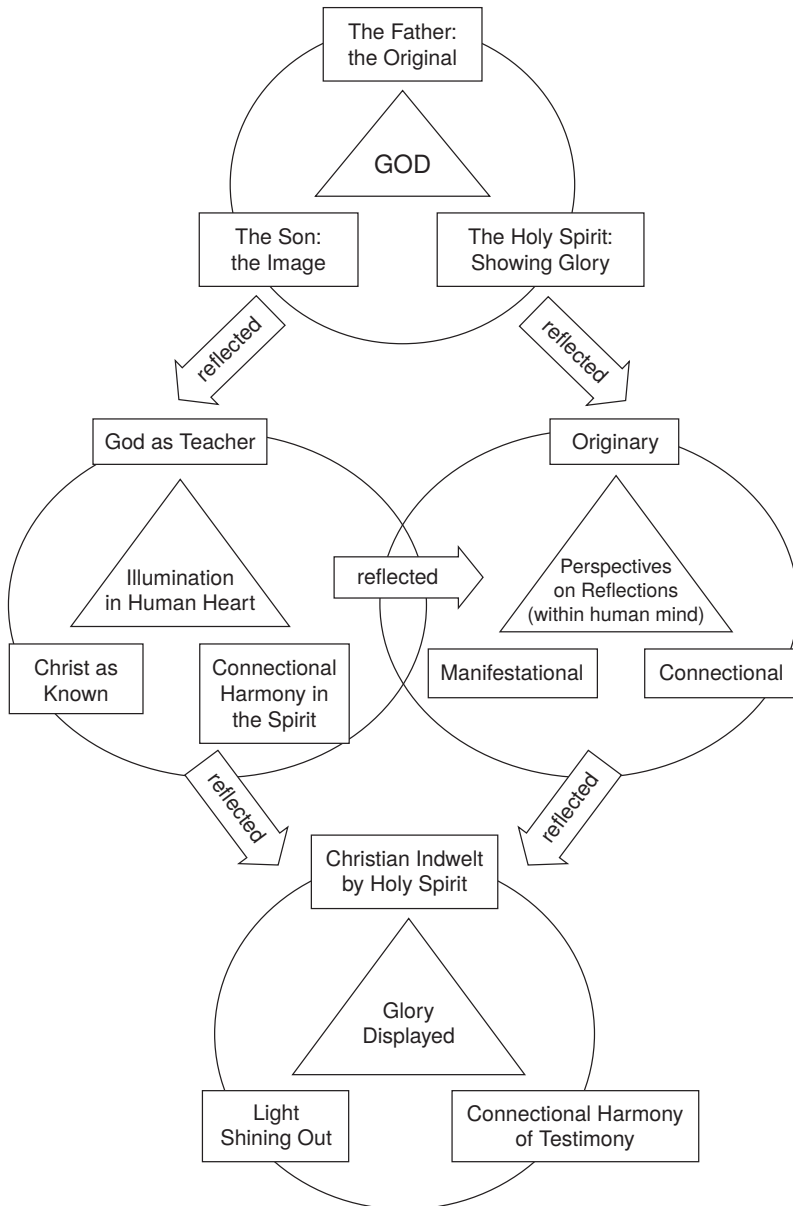 The Father:
the Original
GOD
The Son:
the Image
The Holy Spirit:
Showing Glory
reflected
reflected
God as Teacher
Illumination
in Human Heart
Christ as
Known
Connectional
Harmony in
the Spirit
reflected
Originary
Perspectives
on Reflections
(within human mind)
Manifestational
Connectional
reflected
reflected
Christian Indwelt
by Holy Spirit
Glory
Displayed
Light
Shining Out
Connectional Harmony
of Testimony